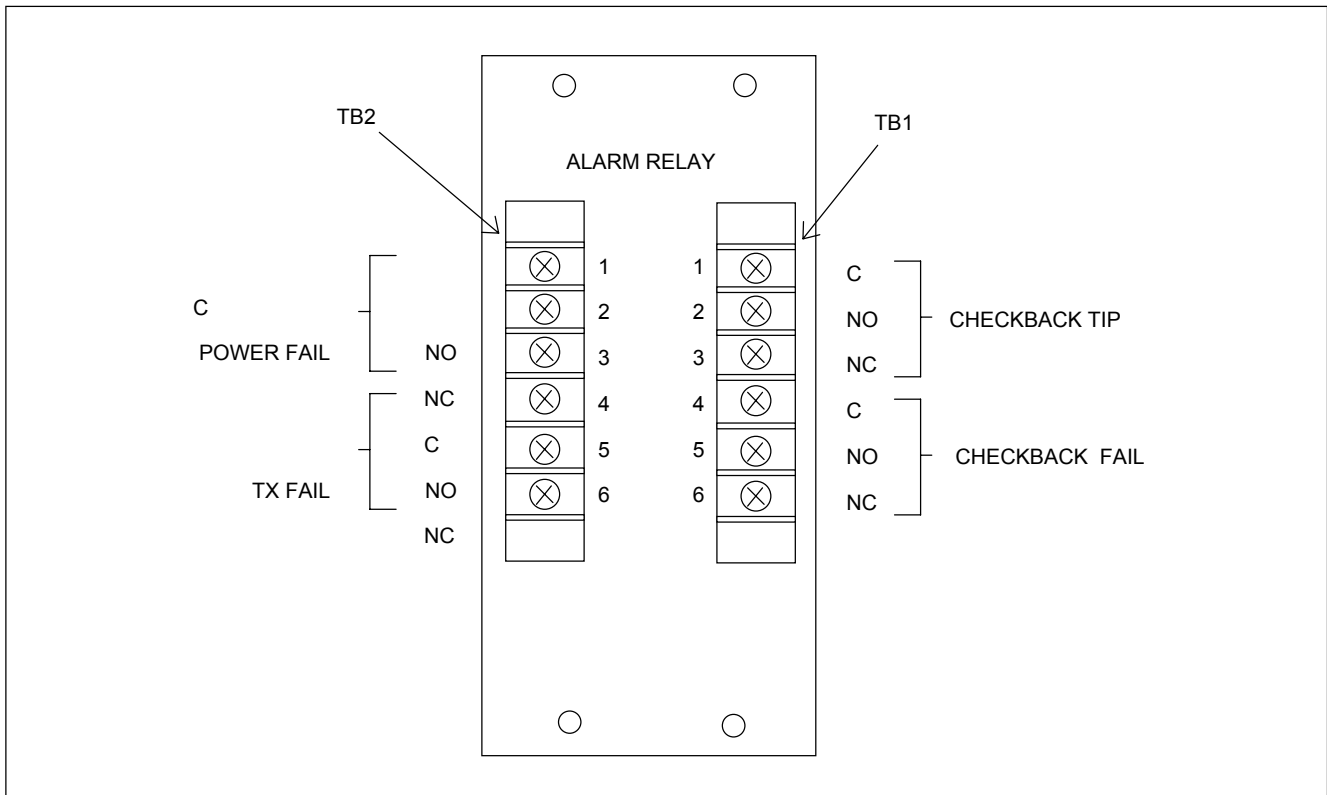 TB2
TB1
ALARM RELAY
1 1 C
C 2 2 NO CHECKBACK TIP
POWER FAIL NO 3 3 NC
NC 4 4 C
C 5 5 NO CHECKBACK FAIL
TX FAIL NO 6 6 NC
NC